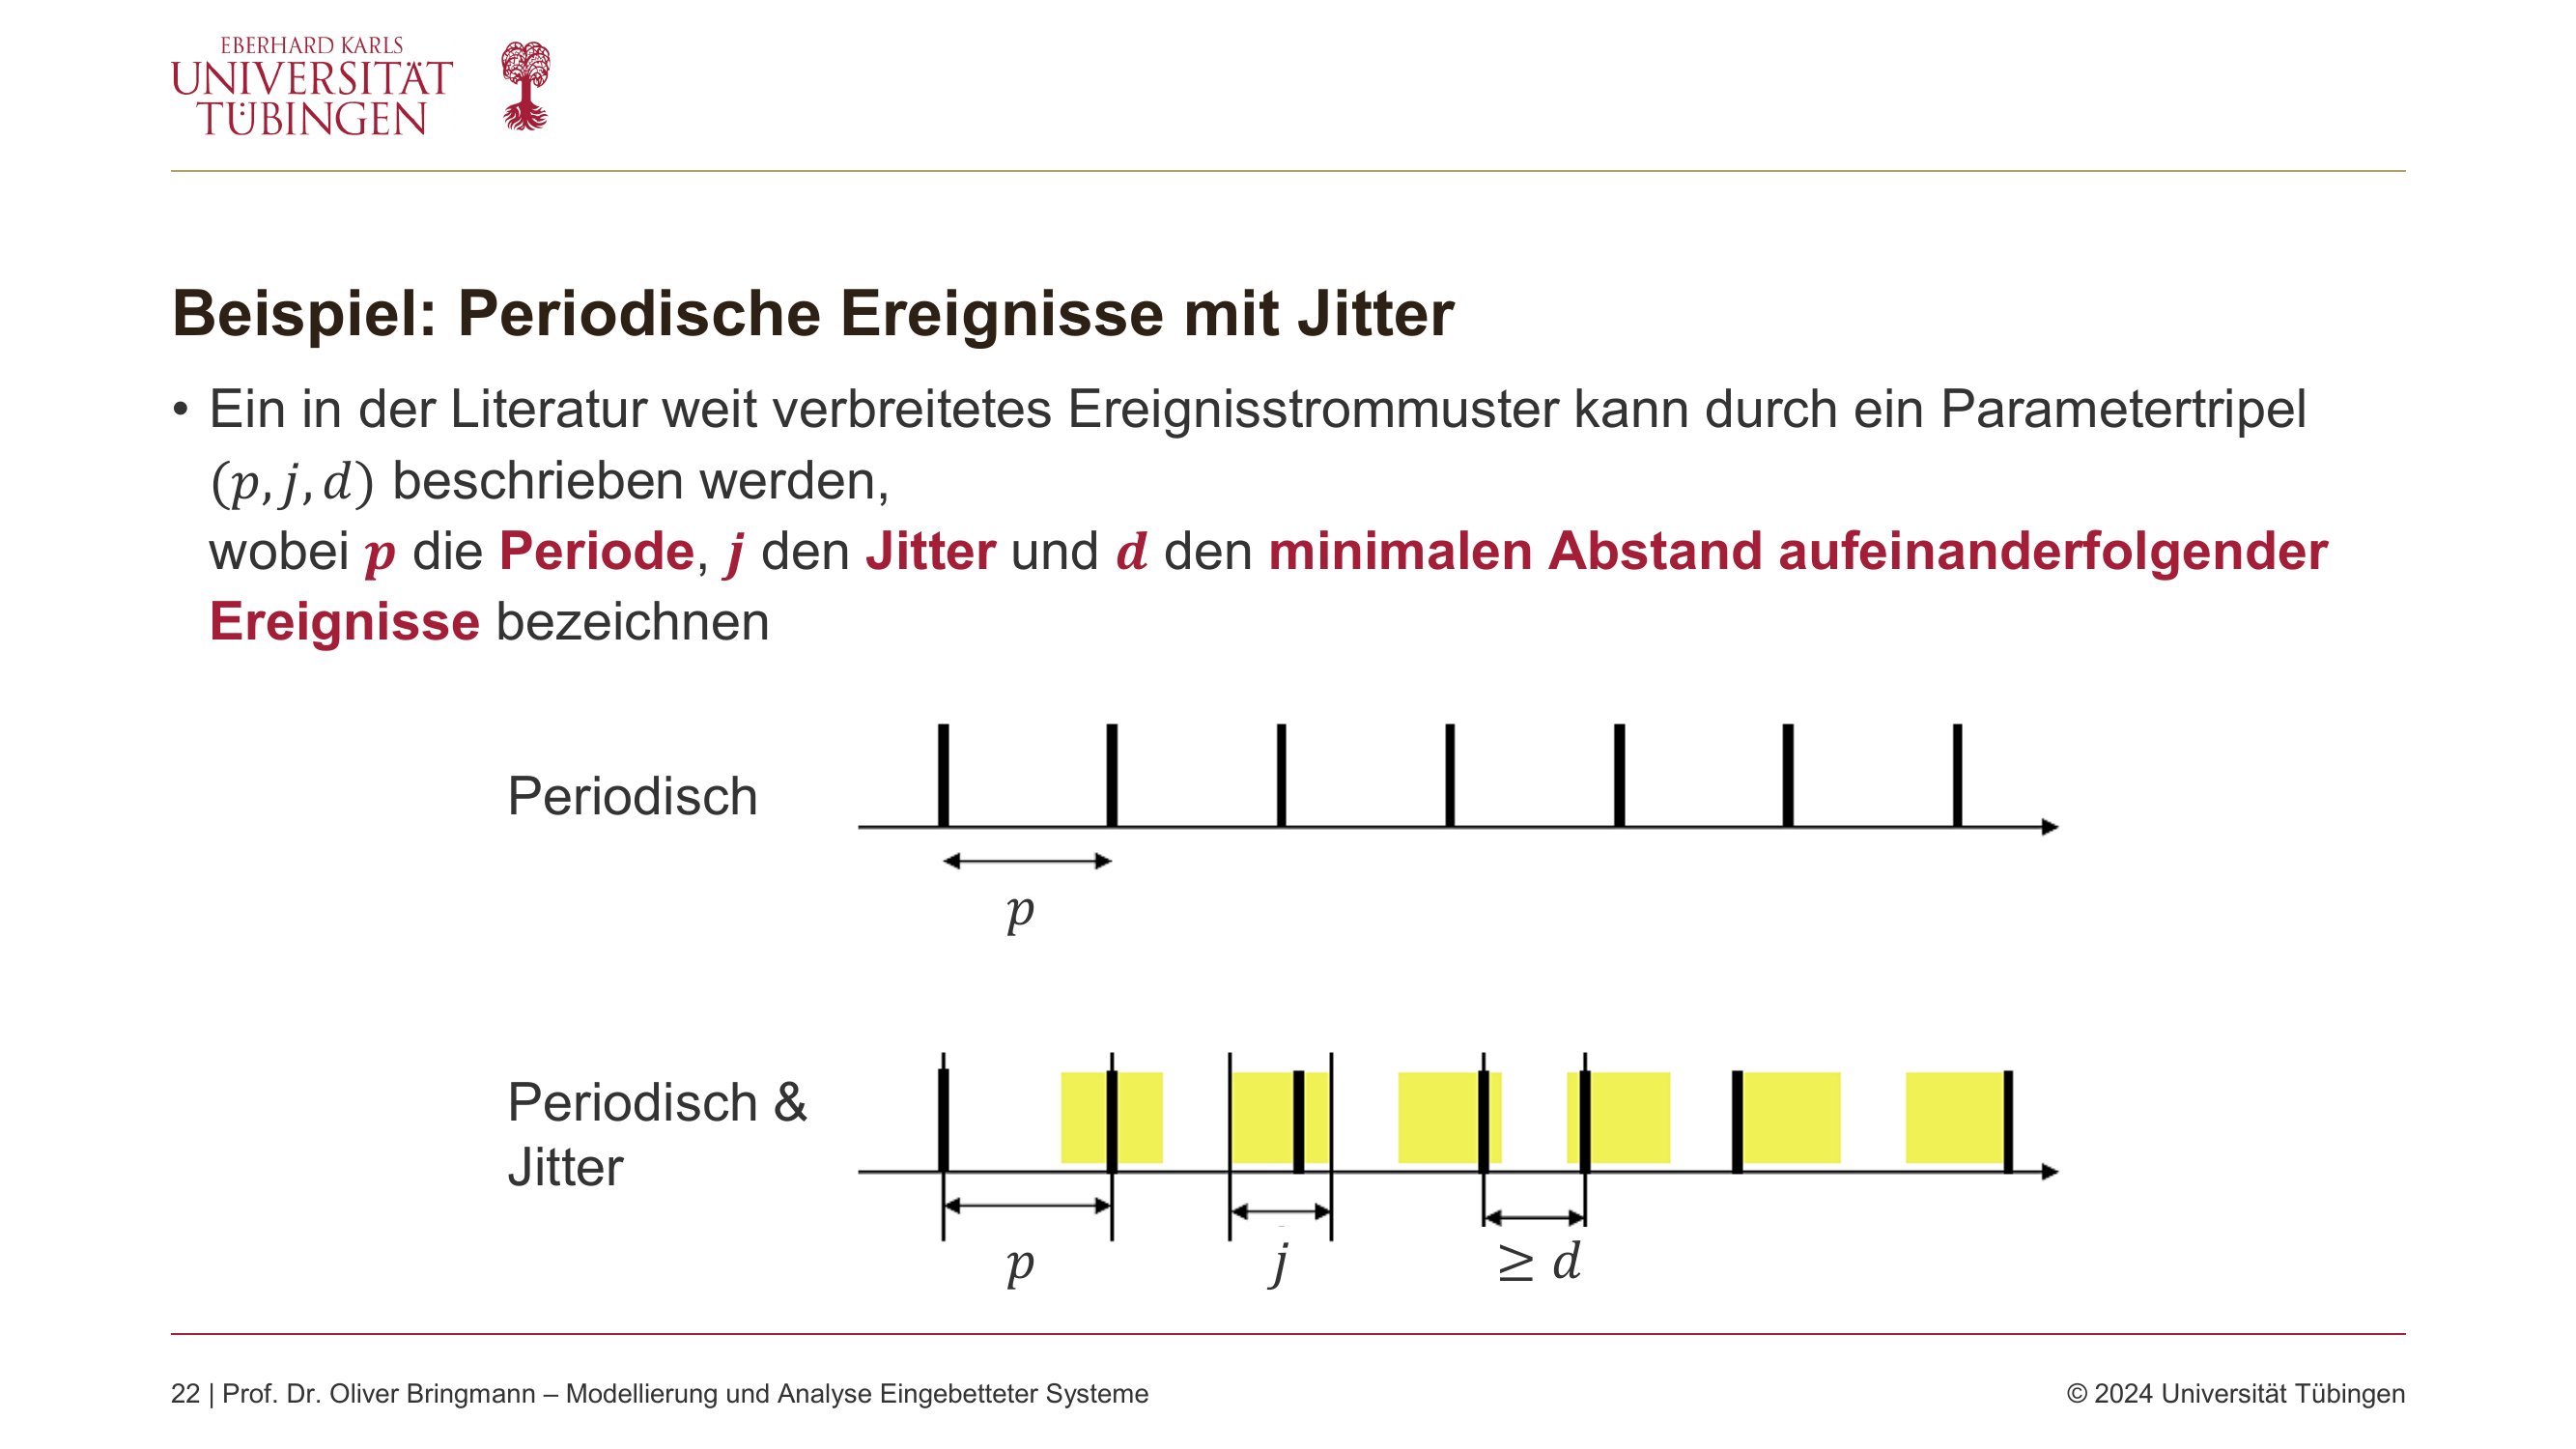 EBERHARD KARLS
UNIVERSITÄT
TÜBINGEN
Beispiel: Periodische Ereignisse mit Jitter
• Ein in der Literatur weit verbreitetes Ereignisstrommuster kann durch ein Parametertripel
(p, j, d) beschrieben werden,
wobei p die Periode, j den Jitter und d den minimalen Abstand aufeinanderfolgender
Ereignisse bezeichnen
Periodisch
p
Periodisch &
Jitter
p
j
≥ d
22 | Prof. Dr. Oliver Bringmann – Modellierung und Analyse Eingebetteter Systeme
© 2024 Universität Tübingen